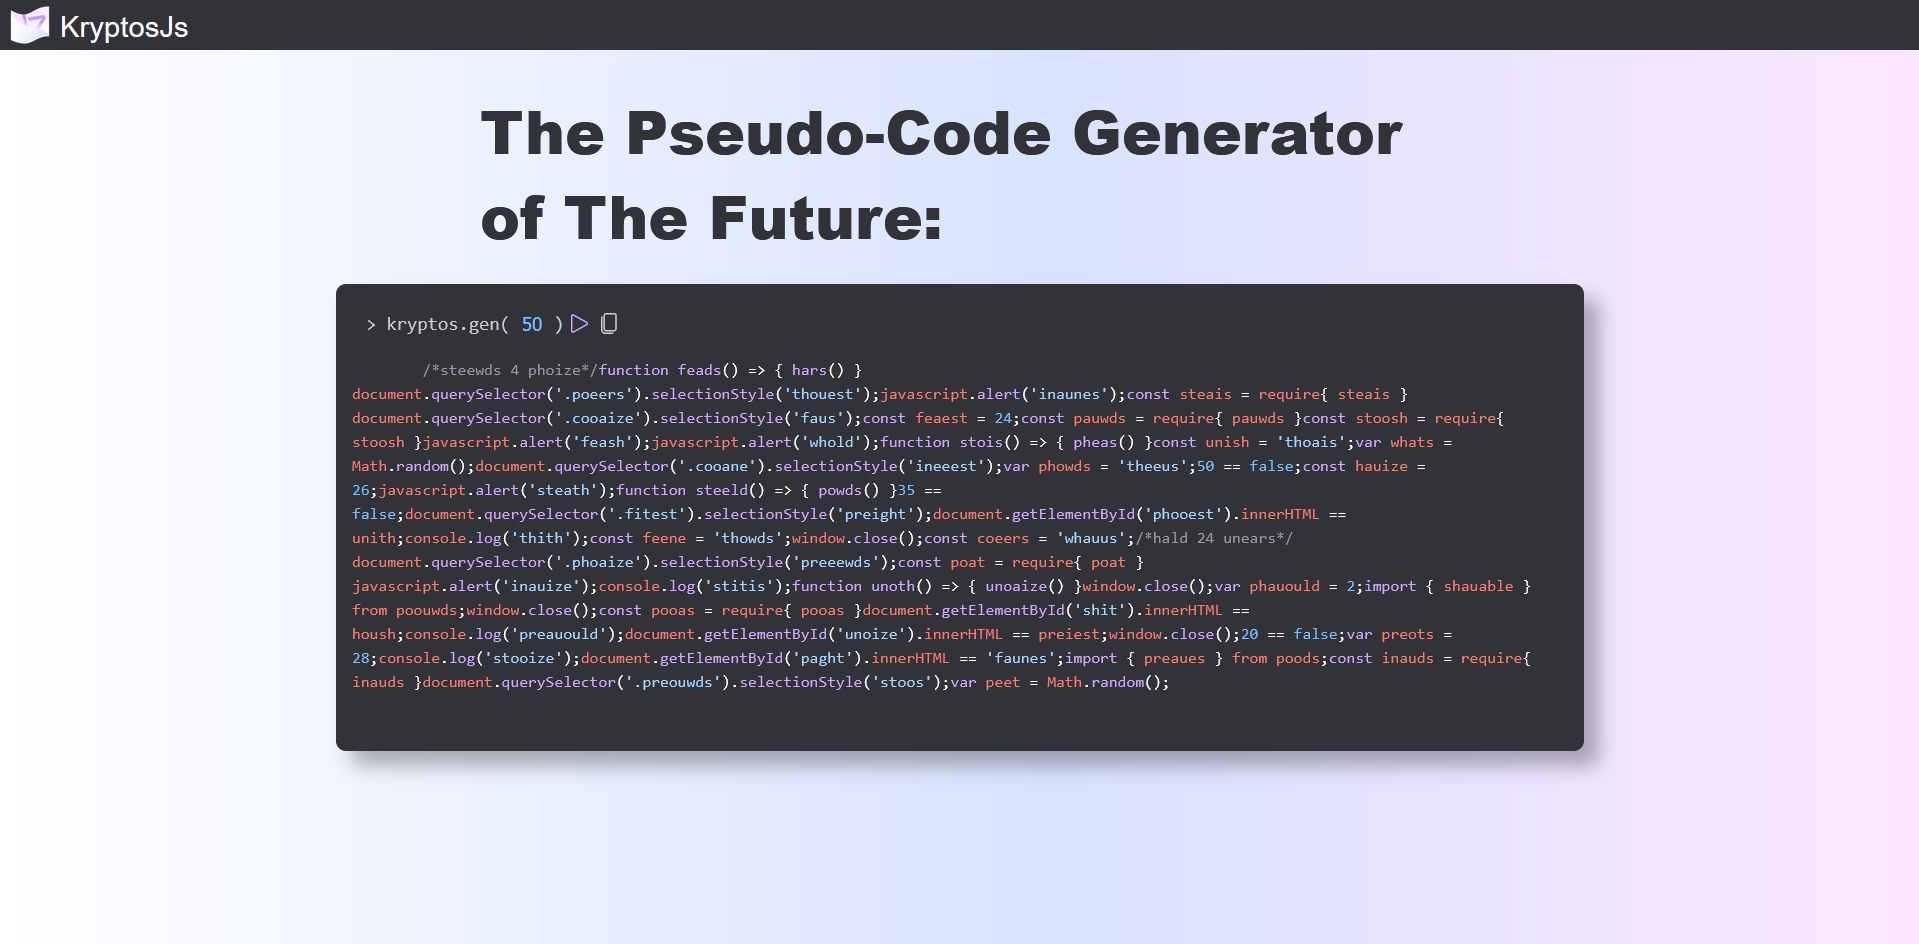 KryptosJs
The Pseudo-Code Generator
of The Future:
> kryptos.gen( 50 )
/*steewds 4 phoize*/function feads() => { hars() }
document.querySelector('.poeers').selectionStyle('thouest');javascript.alert('inaunes');const steais = require{ steais }
document.querySelector('.cooaize').selectionStyle('faus');const feaest = 24;const pauwds = require{ pauwds }const stoosh = require{
stoosh }javascript.alert('feash');javascript.alert('whold');function stois() => { pheas() }const unish = 'thoais';var whats =
Math.random();document.querySelector('.cooane').selectionStyle('ineeest');var phowds = 'theeus';50 == false;const hauize =
26;javascript.alert('steath');function steeld() => { powds() }35 ==
false;document.querySelector('.fitest').selectionStyle('preight');document.getElementById('phooest').innerHTML ==
unith;console.log('thith');const feene = 'thowds';window.close();const coeers = 'whauus';/*hald 24 unears*/
document.querySelector('.phoaize').selectionStyle('preeewds');const poat = require{ poat }
javascript.alert('inauize');console.log('stitis');function unoth() => { unoaize() }window.close();var phauould = 2;import { shauable }
from poouwds;window.close();const pooas = require{ pooas }document.getElementById('shit').innerHTML ==
housh;console.log('preauould');document.getElementById('unoize').innerHTML == preiest;window.close();20 == false;var preots =
28;console.log('stooize');document.getElementById('paght').innerHTML == 'faunes';import { preaues } from poods;const inauds = require{
inauds }document.querySelector('.preouwds').selectionStyle('stoos');var peet = Math.random();